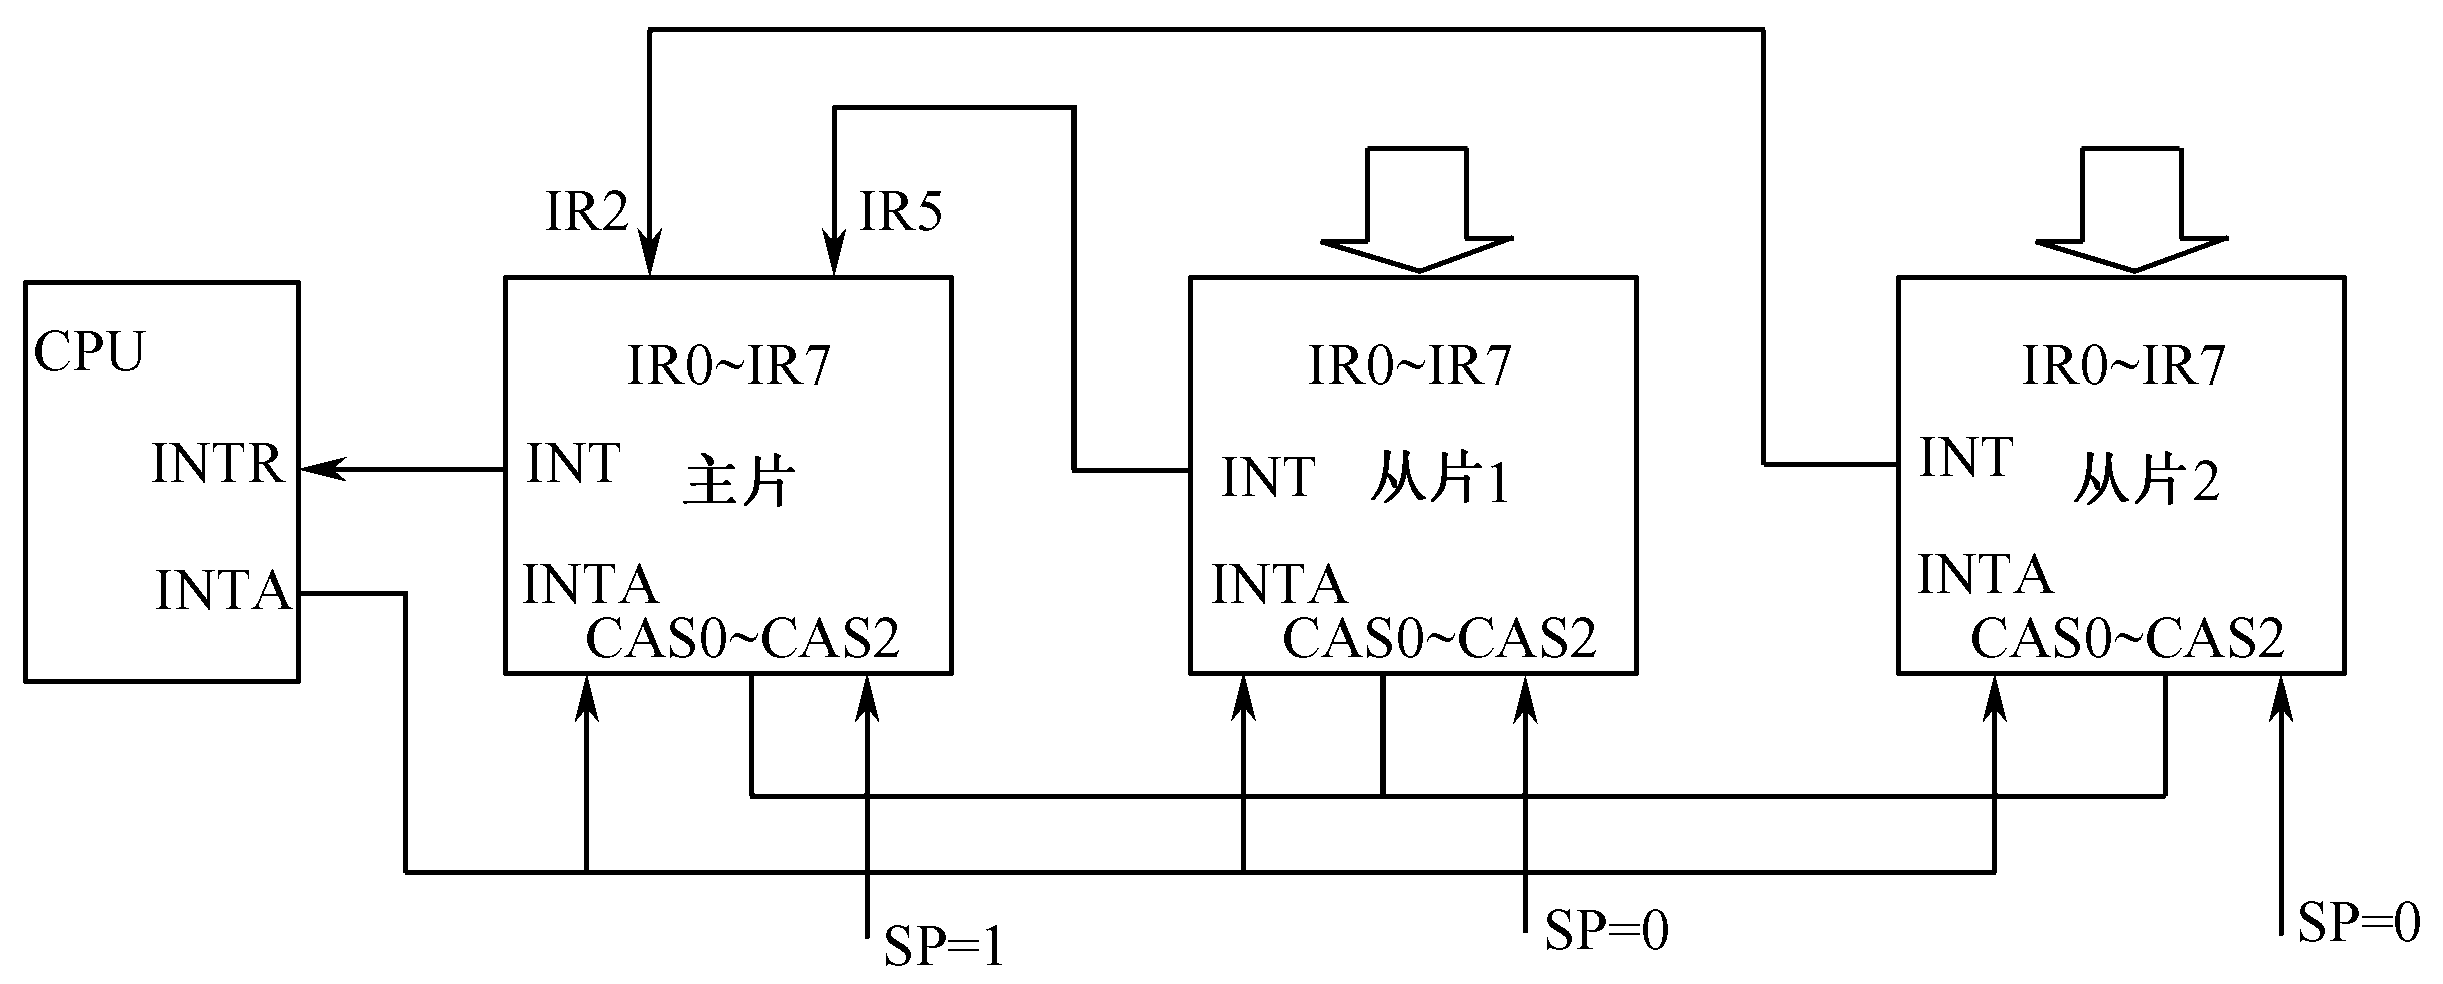 IR2
IR5
CPU
INTR
INTA
IR0~IR7
INT
主片
INTA
CAS0~CAS2
SP=1
IR0~IR7
INT
从片1
INTA
CAS0~CAS2
SP=0
IR0~IR7
INT
从片2
INTA
CAS0~CAS2
SP=0